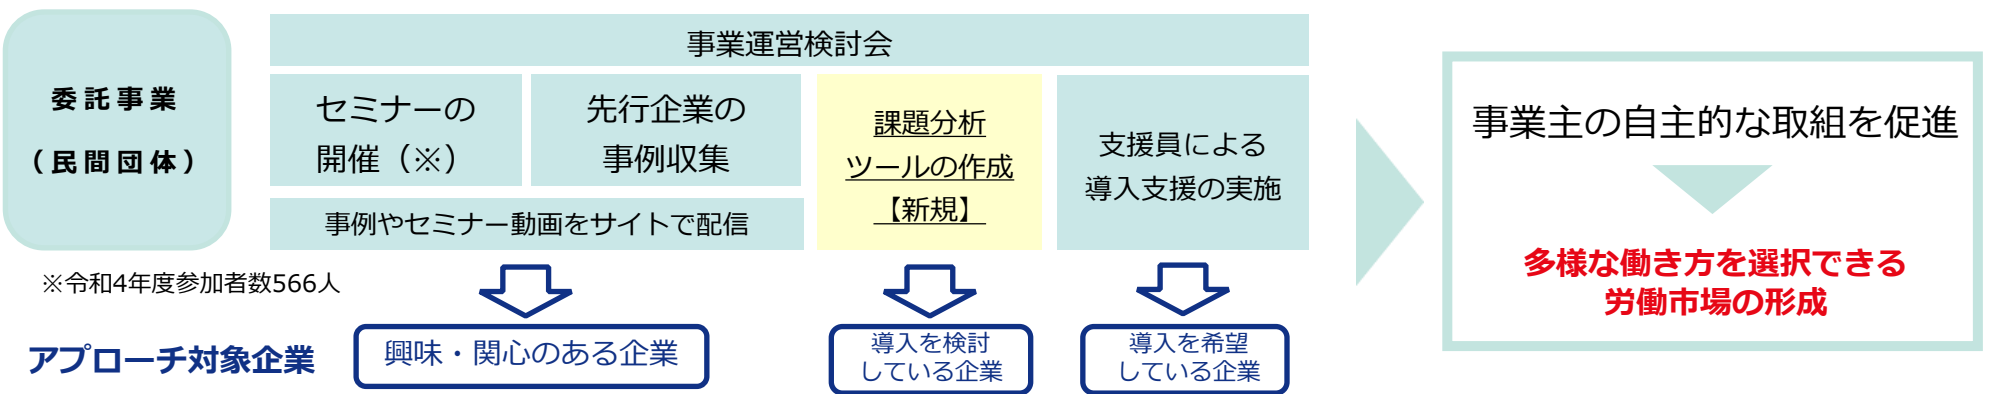 委託事業
（民間団体）
事業運営検討会
セミナーの
開催（※）
先行企業の
事例収集
事例やセミナー動画をサイトで配信
課題分析
ツールの作成
【新規】
支援員による
導入支援の実施
※令和4年度参加者数566人
アプローチ対象企業
興味・関心のある企業
導入を検討
している企業
導入を希望
している企業
事業主の自主的な取組を促進
多様な働き方を選択できる
労働市場の形成